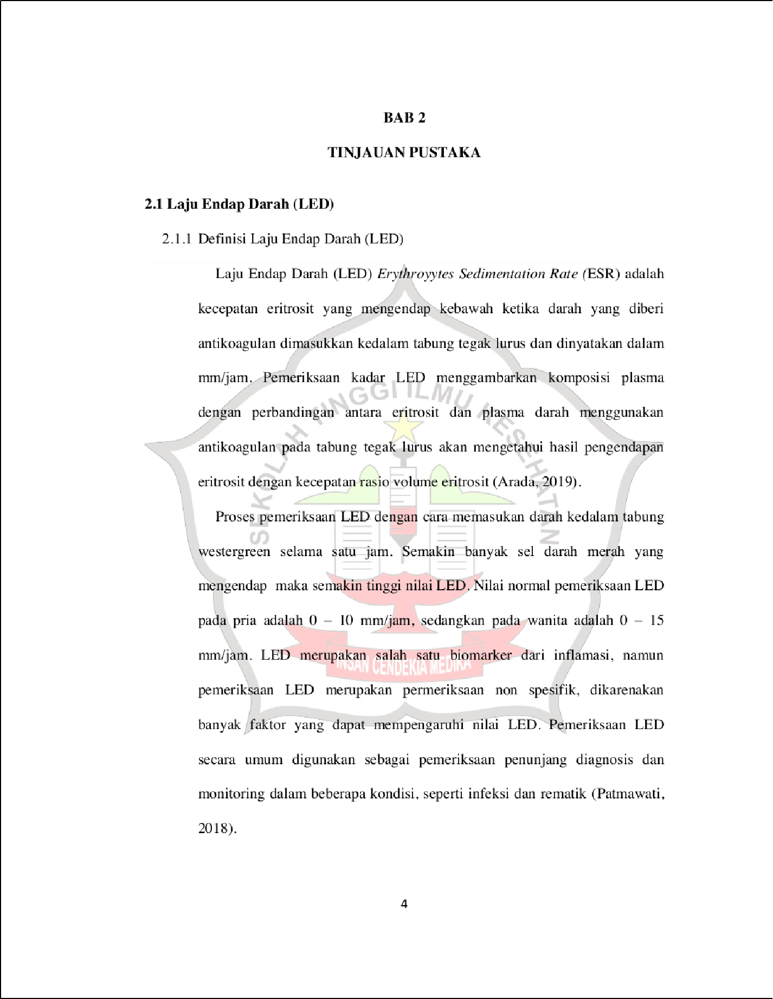 BAB 2
TINJAUAN PUSTAKA
2.1 Laju Endap Darah (LED)
2.1.1 Definisi Laju Endap Darah (LED)
Laju Endap Darah (LED) Erythroyytes Sedimentation Rate (ESR) adalah
kecepatan eritrosit yang mengendap kebawah ketika darah yang diberi
antikoagulan dimasukkan kedalam tabung tegak lurus dan dinyatakan dalam
mm/jam. Pemeriksaan kadar LED menggambarkan komposisi plasma
dengan perbandingan antara eritrosit dan plasma darah menggunakan
antikoagulan pada tabung tegak lurus akan mengetahui hasil pengendapan
eritrosit dengan kecepatan rasio volume eritrosit (Arada, 2019).
Proses pemeriksaan LED dengan cara memasukan darah kedalam tabung
westergreen selama satu jam. Semakin banyak sel darah merah yang
mengendap maka semakin tinggi nilai LED. Nilai normal pemeriksaan LED
pada pria adalah 0 – 10 mm/jam, sedangkan pada wanita adalah 0 – 15
mm/jam. LED merupakan salah satu biomarker dari inflamasi, namun
pemeriksaan LED merupakan permeriksaan non spesifik, dikarenakan
banyak faktor yang dapat mempengaruhi nilai LED. Pemeriksaan LED
secara umum digunakan sebagai pemeriksaan penunjang diagnosis dan
monitoring dalam beberapa kondisi, seperti infeksi dan rematik (Patmawati,
2018).
SEKOLAH TINGGI ILMU KESEHATAN
INSAN CENDEKIA MEDIKA
4